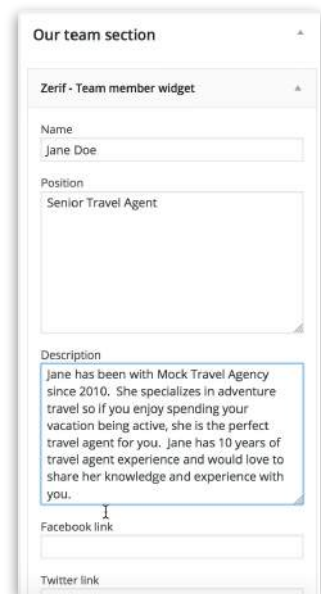 Our team section
Zerif - Team member widget
Name
Jane Doe
Position
Senior Travel Agent
Description
Jane has been with Mock Travel Agency
since 2010.  She specializes in adventure
travel so if you enjoy spending your
vacation being active, she is the perfect
travel agent for you.  Jane has 10 years of
travel agent experience and would love to
share her knowledge and experience with
you.
Facebook link
Twitter link